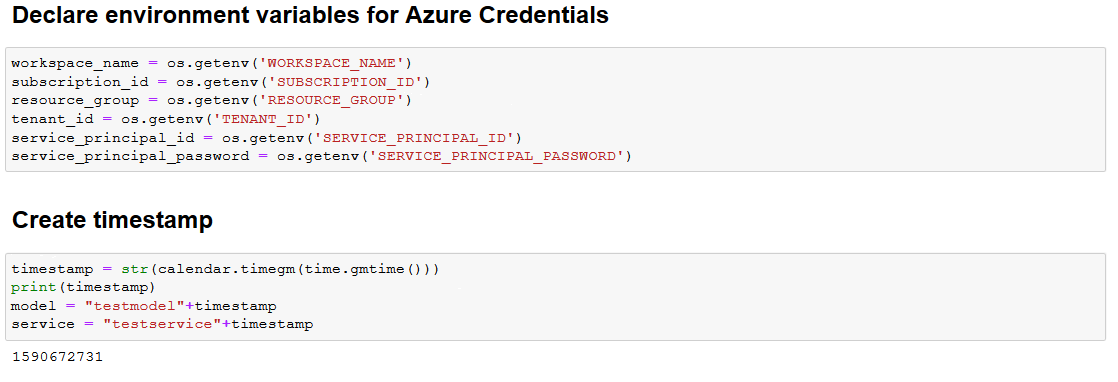 Declare environment variables for Azure Credentials
workspace_name = os.getenv('WORKSPACE_NAME')
subscription_id = os.getenv('SUBSCRIPTION_ID')
resource_group = os.getenv('RESOURCE_GROUP')
tenant_id = os.getenv('TENANT_ID')
service_principal_id = os.getenv('SERVICE_PRINCIPAL_ID')
service_principal_password = os.getenv('SERVICE_PRINCIPAL_PASSWORD')
Create timestamp
timestamp = str(calendar.timegm(time.gmtime()))
print(timestamp)
model = "testmodel"+timestamp
service = "testservice"+timestamp
1590672731